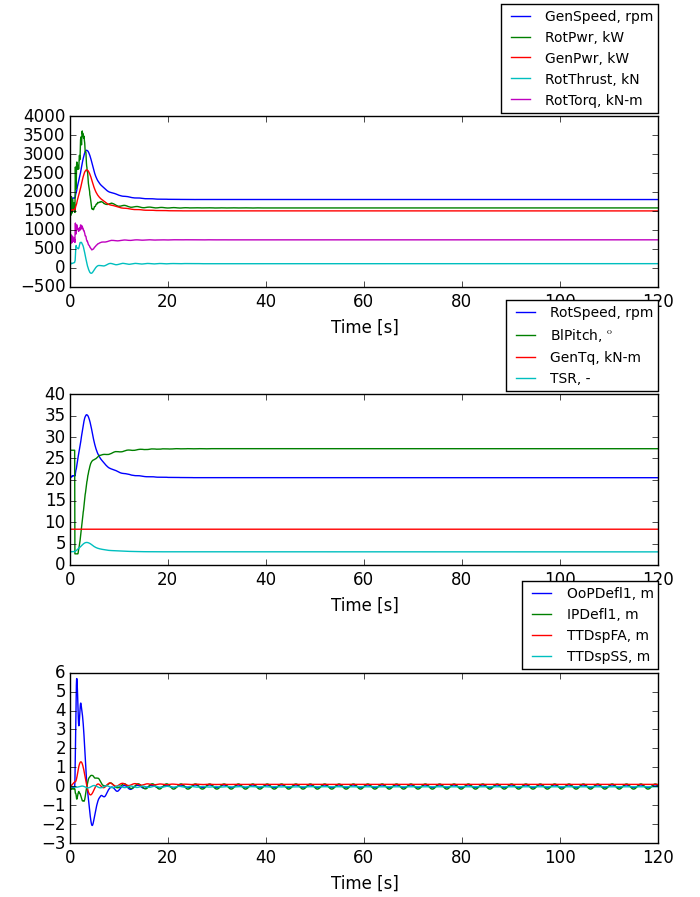 GenSpeed, rpm
RotPwr, kW
GenPwr, kW
RotThrust, kN
RotTorq, kN-m
4000
3500
3000
2500
2000
1500
1000
500
0
−500
0 20 40 60 80 100 120
Time [s]
RotSpeed, rpm
BlPitch, °
GenTq, kN-m
TSR, -
40
35
30
25
20
15
10
5
0
0 20 40 60 80 100 120
Time [s]
OoPDefl1, m
IPDefl1, m
TTDspFA, m
TTDspSS, m
6
5
4
3
2
1
0
−1
−2
−3
0 20 40 60 80 100 120
Time [s]